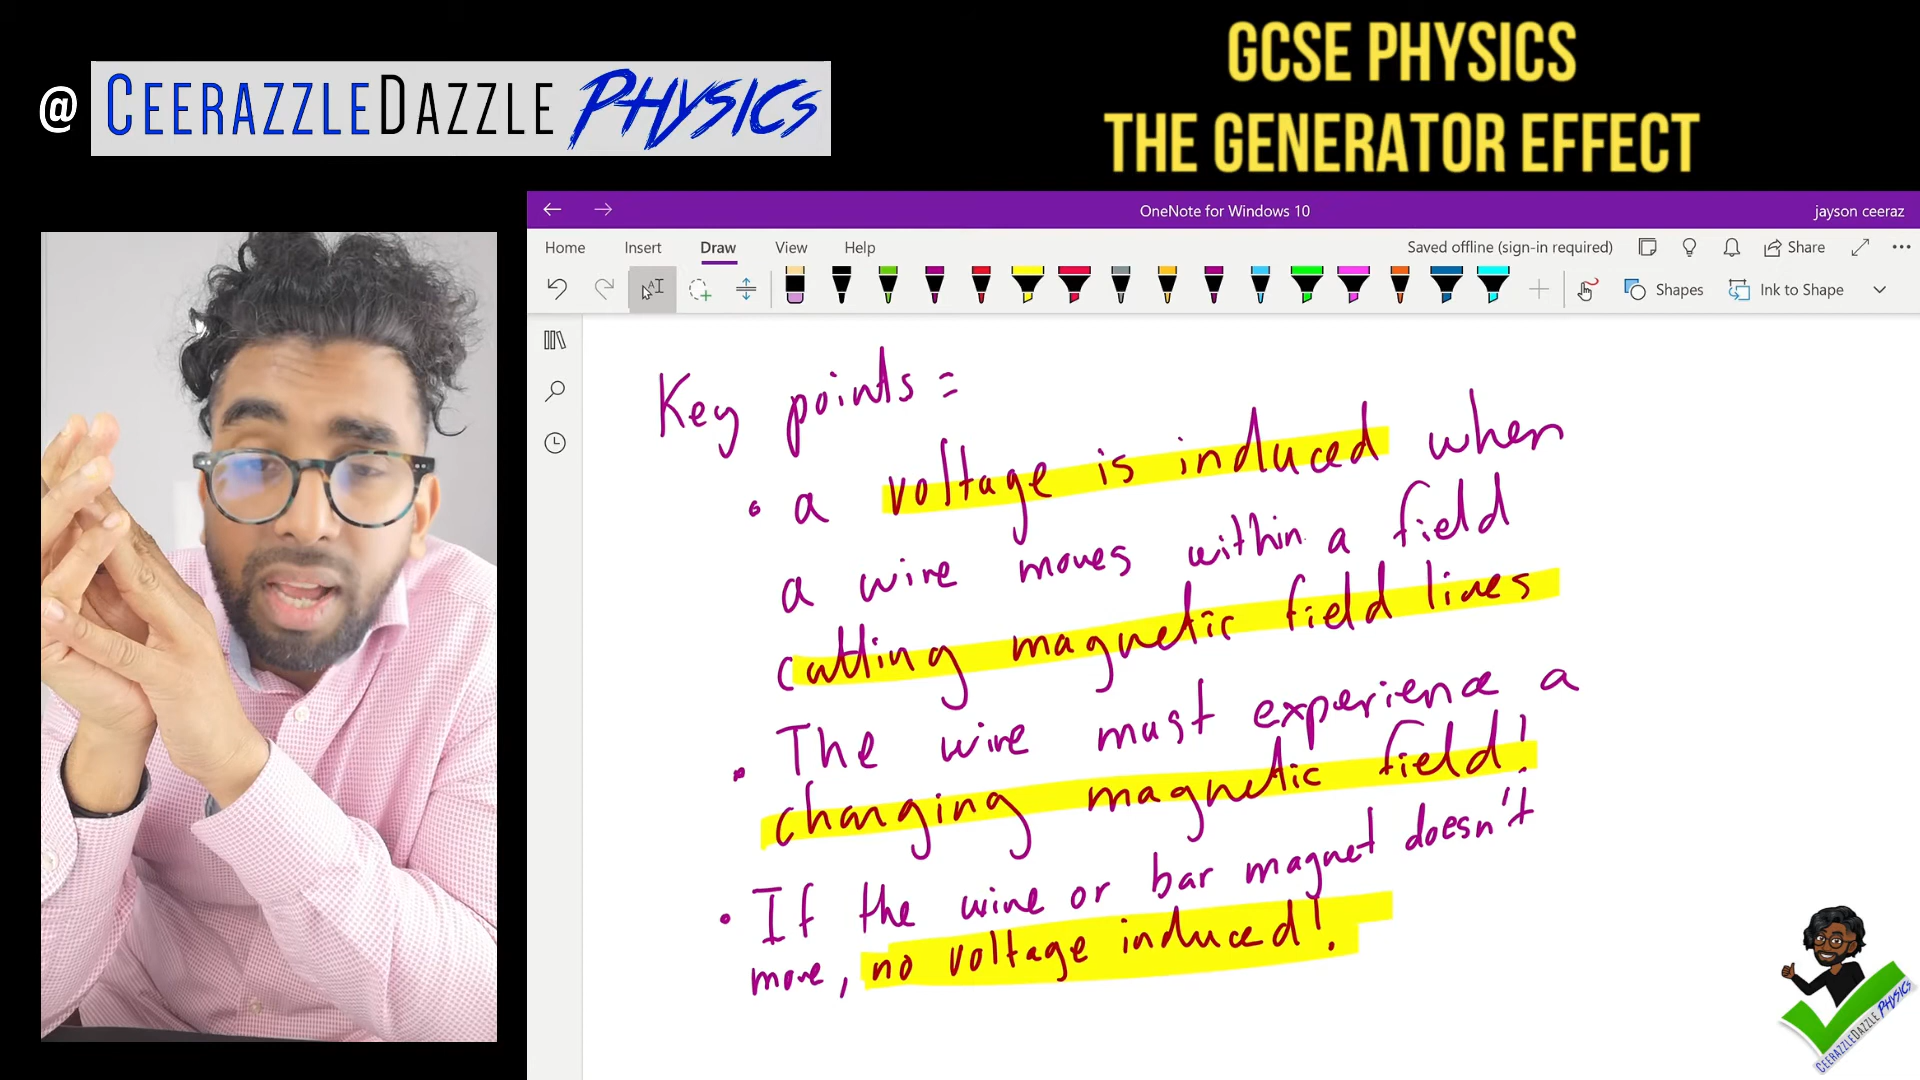 @ CEERAZZLEDAZZLE PHYSICS
GCSE PHYSICS
THE GENERATOR EFFECT
OneNote for Windows 10
jayson ceeraz
Home Insert Draw View Help
Saved offline (sign-in required)
Share
Shapes
Ink to Shape
Key points =
• a voltage is induced when
a wire moves within a field
cutting magnetic field lines
• The wire must experience a
changing magnetic field!
• If the wire or bar magnet doesn't
move, no voltage induced!
CEERAZZLEDAZZLE PHYSICS